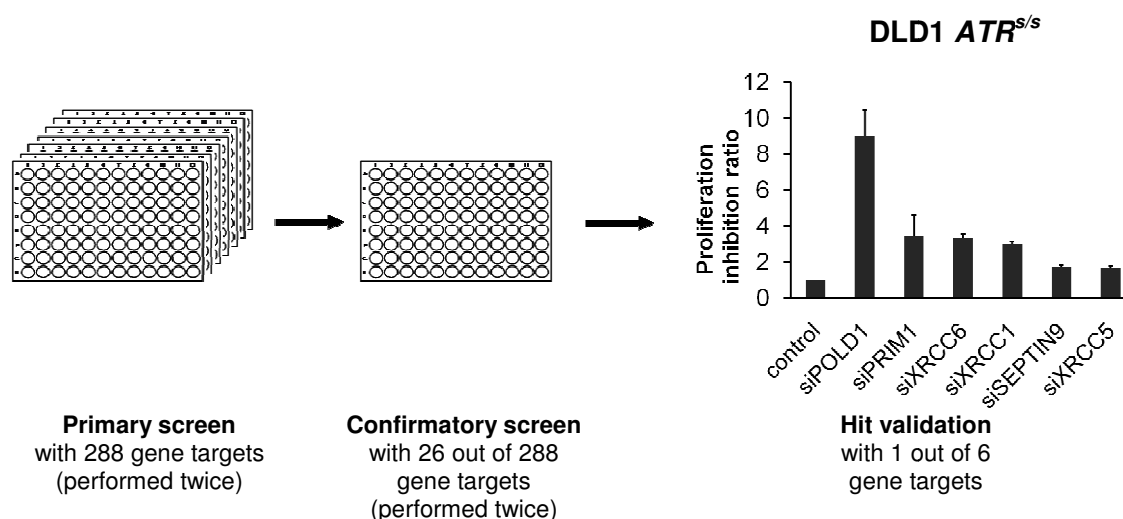 DLD1 ATR^s/s
Proliferation
inhibition ratio
12
10
8
6
4
2
0
control
siPOLD1
siPRIM1
siXRCC6
siXRCC1
siSEPTIN9
siXRCC5
Primary screen
with 288 gene targets
(performed twice)
Confirmatory screen
with 26 out of 288
gene targets
(performed twice)
Hit validation
with 1 out of 6
gene targets